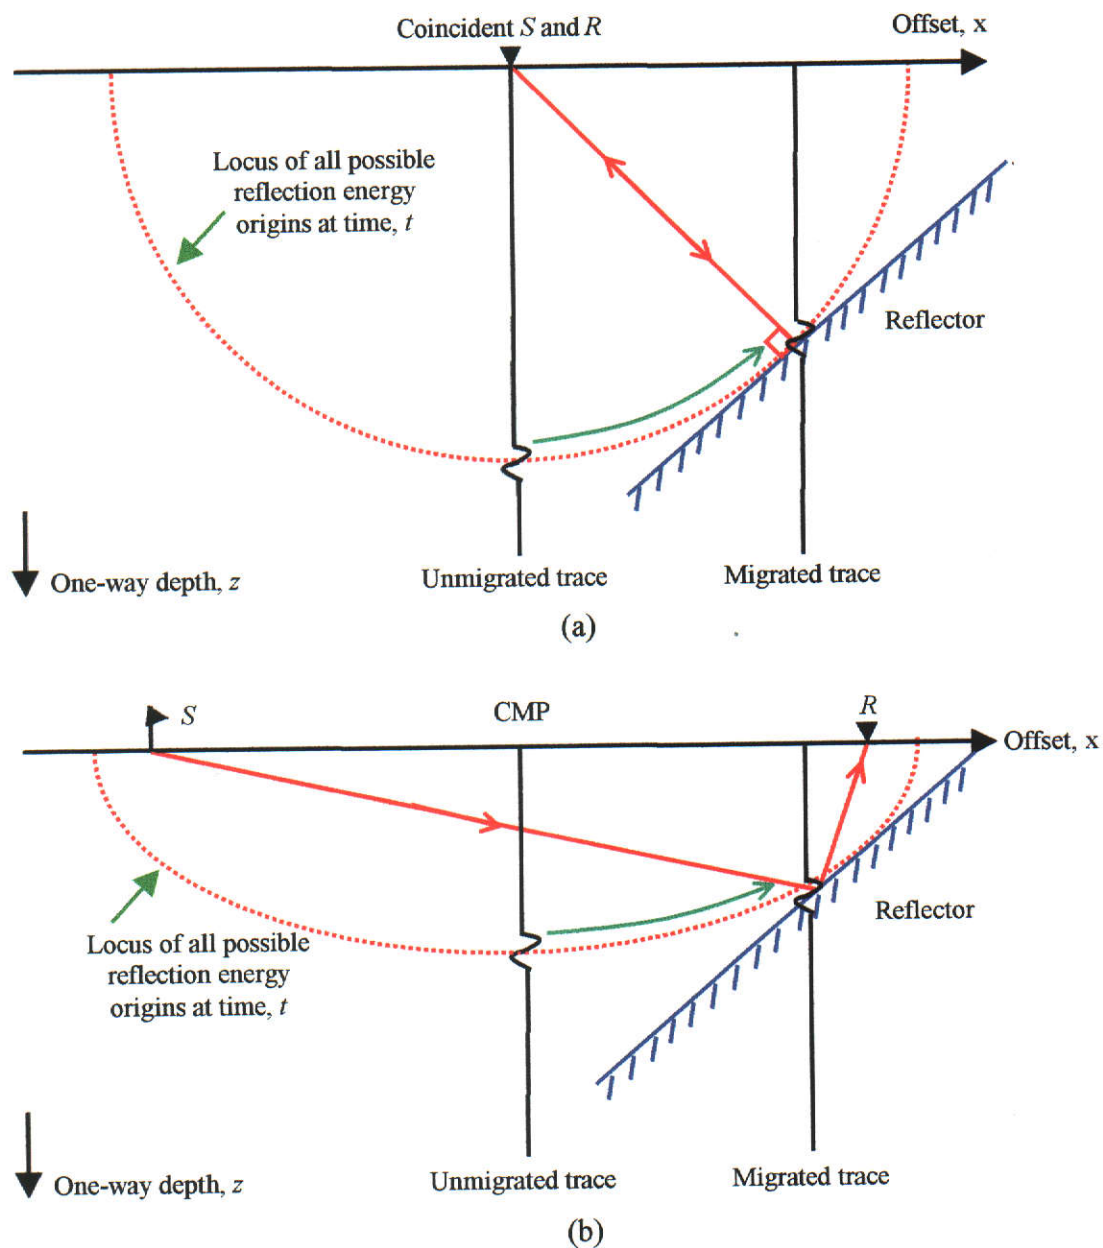 Coincident S and R
Offset, x
Locus of all possible
reflection energy
origins at time, t
Reflector
One-way depth, z
Unmigrated trace
Migrated trace
(a)
S
CMP
R
Offset, x
Locus of all possible
reflection energy
origins at time, t
Reflector
One-way depth, z
Unmigrated trace
Migrated trace
(b)